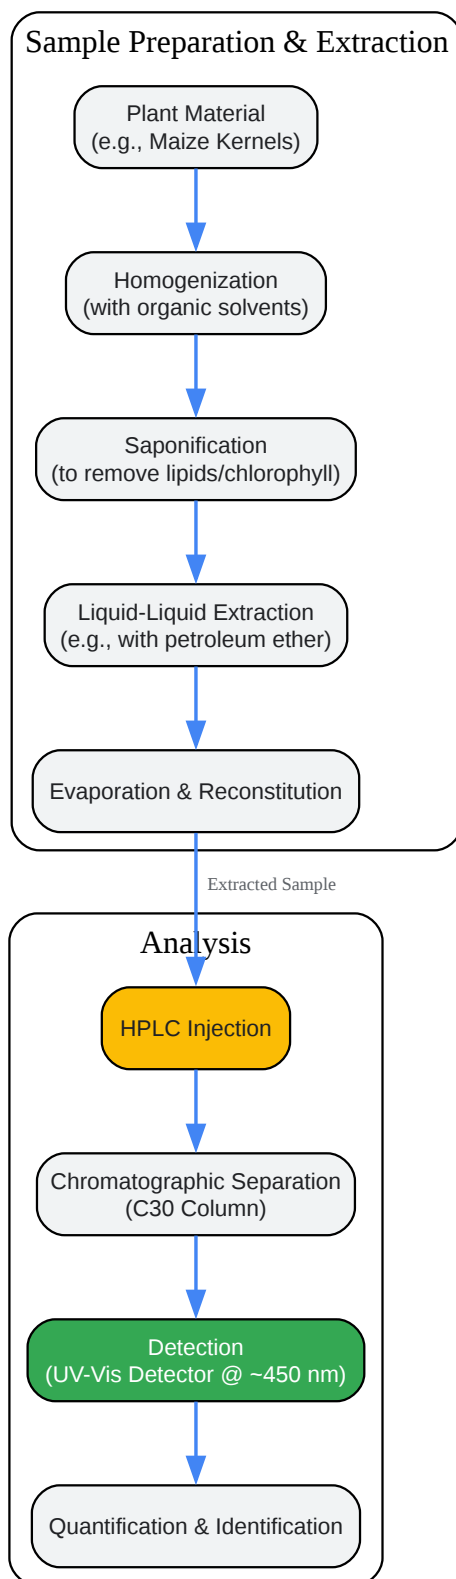 Sample Preparation & Extraction
Plant Material
(e.g., Maize Kernels)
Homogenization
(with organic solvents)
Saponification
(to remove lipids/chlorophyll)
Liquid-Liquid Extraction
(e.g., with petroleum ether)
Evaporation & Reconstitution
Extracted Sample
Analysis
HPLC Injection
Chromatographic Separation
(C30 Column)
Detection
(UV-Vis Detector @ ~450 nm)
Quantification & Identification